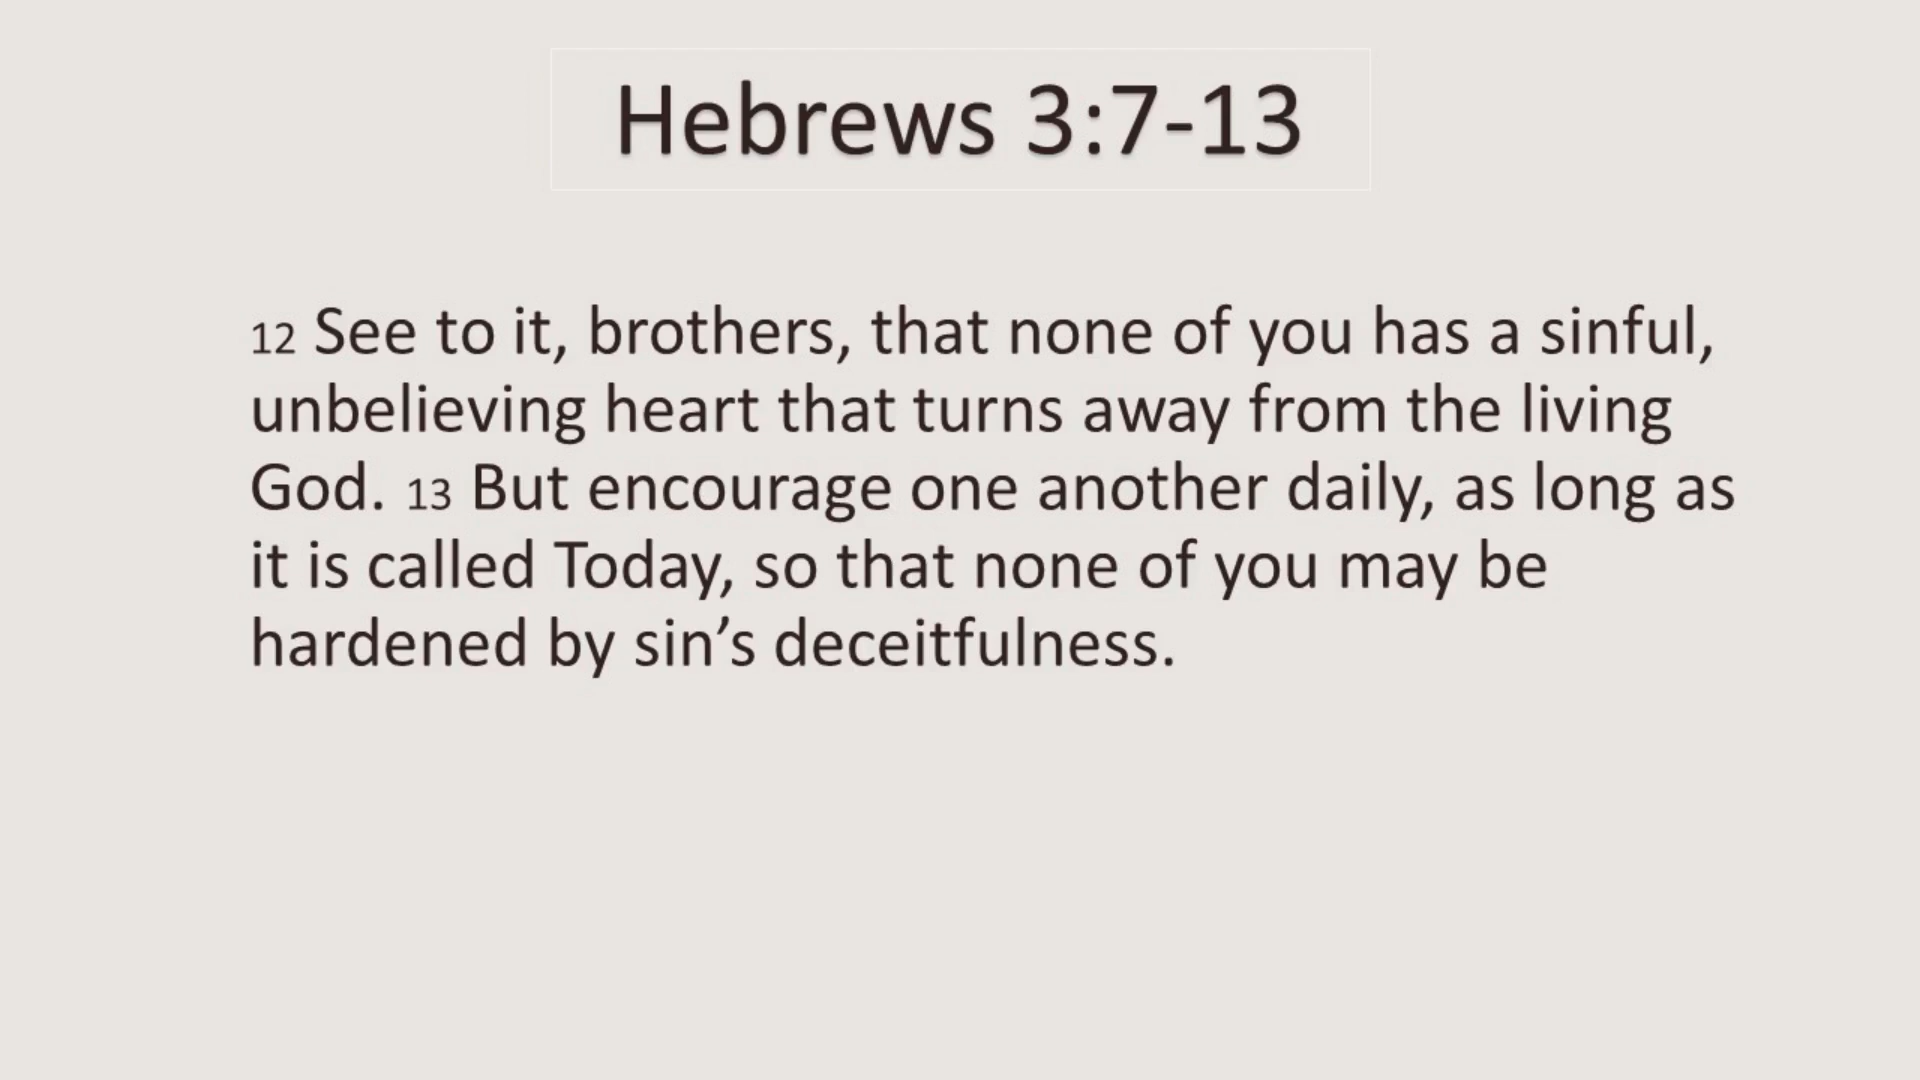 Hebrews 3:7-13
12 See to it, brothers, that none of you has a sinful,
unbelieving heart that turns away from the living
God. 13 But encourage one another daily, as long as
it is called Today, so that none of you may be
hardened by sin’s deceitfulness.